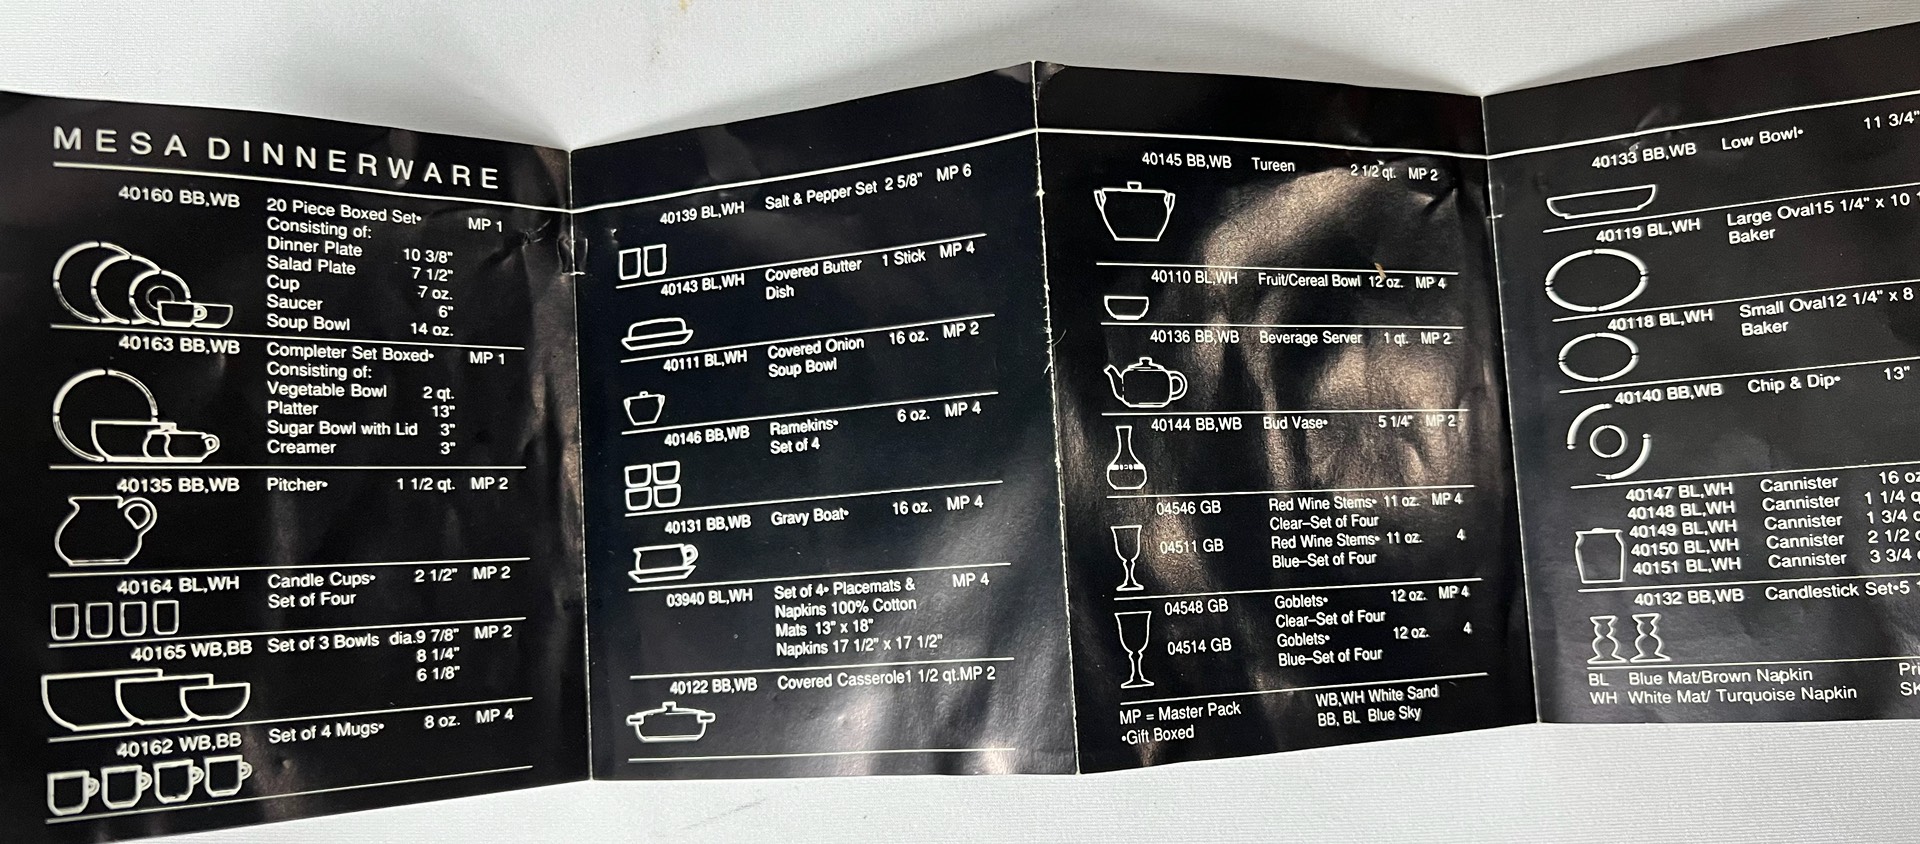 MESA DINNERWARE
40160 BB,WB 20 Piece Boxed Set• MP 1
Consisting of:
Dinner Plate 10 3/8"
Salad Plate 7 1/2"
Cup 7 oz.
Saucer 6"
Soup Bowl 14 oz.
40163 BB,WB Completer Set Boxed• MP 1
Consisting of:
Vegetable Bowl 2 qt.
Platter 13"
Sugar Bowl with Lid 3"
Creamer 3"
40135 BB,WB Pitcher• 1 1/2 qt. MP 2
40164 BL,WH Candle Cups• 2 1/2" MP 2
Set of Four
40165 WB,BB Set of 3 Bowls dia.9 7/8" MP 2
8 1/4"
6 1/8"
40162 WB,BB Set of 4 Mugs• 8 oz. MP 4
40139 BL,WH Salt & Pepper Set 2 5/8" MP 6
40143 BL,WH Covered Butter 1 Stick MP 4
Dish
40111 BL,WH Covered Onion 16 oz. MP 2
Soup Bowl
40146 BB,WB Ramekins• 6 oz. MP 4
Set of 4
40131 BB,WB Gravy Boat• 16 oz. MP 4
03940 BL,WH Set of 4• Placemats & MP 4
Napkins 100% Cotton
Mats 13" x 18"
Napkins 17 1/2" x 17 1/2"
40122 BB,WB Covered Casserole1 1/2 qt.MP 2
40145 BB,WB Tureen 2 1/2 qt. MP 2
40110 BL,WH Fruit/Cereal Bowl 12 oz. MP 4
40136 BB,WB Beverage Server 1 qt. MP 2
40144 BB,WB Bud Vase• 5 1/4" MP 2
04546 GB Red Wine Stems• 11 oz. MP 4
Clear–Set of Four
04511 GB Red Wine Stems• 11 oz. 4
Blue–Set of Four
04548 GB Goblets• 12 oz. MP 4
Clear–Set of Four
04514 GB Goblets• 12 oz. 4
Blue–Set of Four
MP = Master Pack WB,WH White Sand
•Gift Boxed BB, BL Blue Sky
40133 BB,WB Low Bowl• 11 3/4"
40119 BL,WH Large Oval15 1/4" x 10
Baker
40118 BL,WH Small Oval12 1/4" x 8
Baker
40140 BB,WB Chip & Dip• 13"
40147 BL,WH Cannister 16 oz
40148 BL,WH Cannister 1 1/4 q
40149 BL,WH Cannister 1 3/4
40150 BL,WH Cannister 2 1/2
40151 BL,WH Cannister 3 3/4
40132 BB,WB Candlestick Set•5
BL Blue Mat/Brown Napkin Pri
WH White Mat/ Turquoise Napkin SK